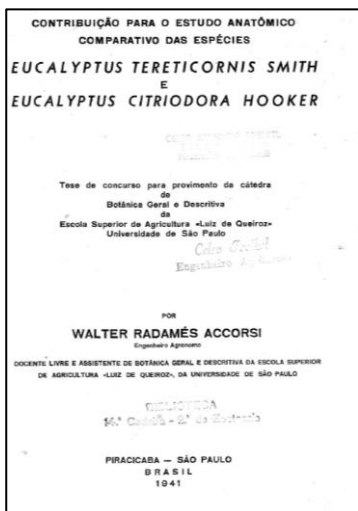 CONTRIBUIÇÃO PARA O ESTUDO ANATÔMICO
COMPARATIVO DAS ESPÉCIES
EUCALYPTUS TERETICORNIS SMITH
E
EUCALYPTUS CITRIODORA HOOKER
Tese de concurso para provimento da cátedra
de
Botânica Geral e Descritiva
da
Escola Superior de Agricultura «Luiz de Queiroz»
Universidade de São Paulo
Engenheiro
POR
WALTER RADAMÉS ACCORSI
Engenheiro Agronomo
DOCENTE LIVRE E ASSISTENTE DE BOTÂNICA GERAL E DESCRITIVA DA ESCOLA SUPERIOR
DE AGRICULTURA «LUIZ DE QUEIROZ», DA UNIVERSIDADE DE SÃO PAULO
BIBLIOTECA
PIRACICABA — SÃO PAULO
BRASIL
1941